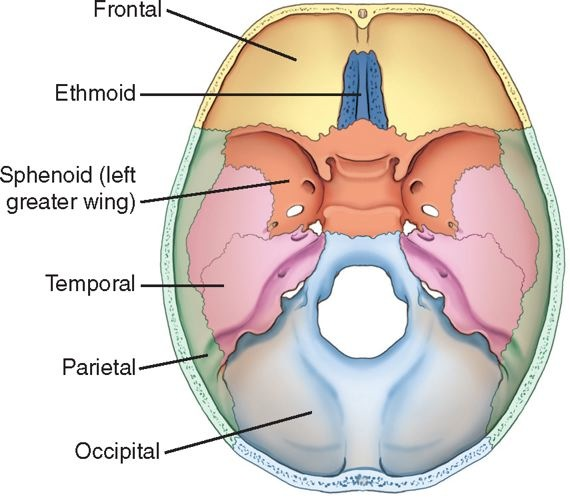 Frontal
Ethmoid
Sphenoid (left
greater wing)
Temporal
Parietal
Occipital